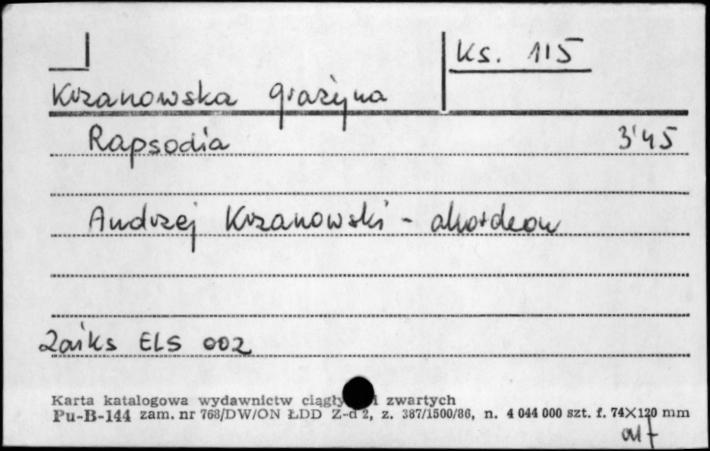 Ks. 115
Krzanowska Grażyna
Rapsodia 3'45
Andrzej Krzanowski - akordeon
Zaiks ELS 002
Karta katalogowa wydawnictw ciągły i zwartych
Pu-B-144 zam. nr 768/DW/ON ŁDD Z-d 2, z. 387/1500/86, n. 4 044 000 szt. f. 74×120 mm